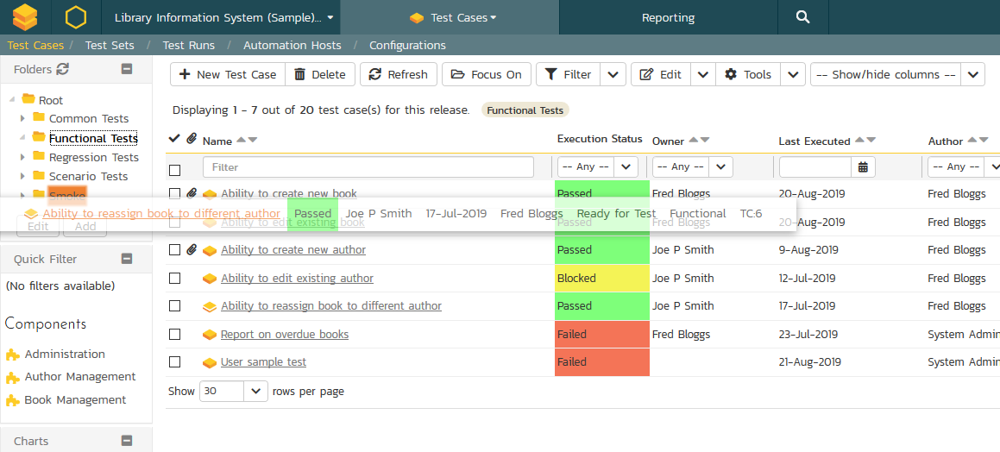 Library Information System (Sample)... Test Cases Reporting
Test Cases / Test Sets / Test Runs / Automation Hosts / Configurations
Folders
Root
Common Tests
Functional Tests
Regression Tests
Scenario Tests
Smoke
Edit Add
Quick Filter
(No filters available)
Components
Administration
Author Management
Book Management
Charts
New Test Case Delete Refresh Focus On Filter Edit Tools -- Show/hide columns --
Displaying 1 - 7 out of 20 test case(s) for this release. Functional Tests
Name Execution Status Owner Last Executed Author
Filter -- Any -- -- Any -- -- Any --
Ability to create new book Passed Fred Bloggs 20-Aug-2019 Fred Bloggs
Ability to reassign book to different author Passed Joe P Smith 17-Jul-2019 Fred Bloggs Ready for Test Functional TC:6
Ability to edit existing book Passed Fred Bloggs 20-Aug-2019 Fred Bloggs
Ability to create new author Passed Joe P Smith 9-Aug-2019 Fred Bloggs
Ability to edit existing author Blocked Joe P Smith 12-Jul-2019 Fred Bloggs
Ability to reassign book to different author Passed Joe P Smith 17-Jul-2019 Fred Bloggs
Report on overdue books Failed Fred Bloggs 23-Jul-2019 System Admin
User sample test Failed 21-Aug-2019 System Admin
Show 30 rows per page